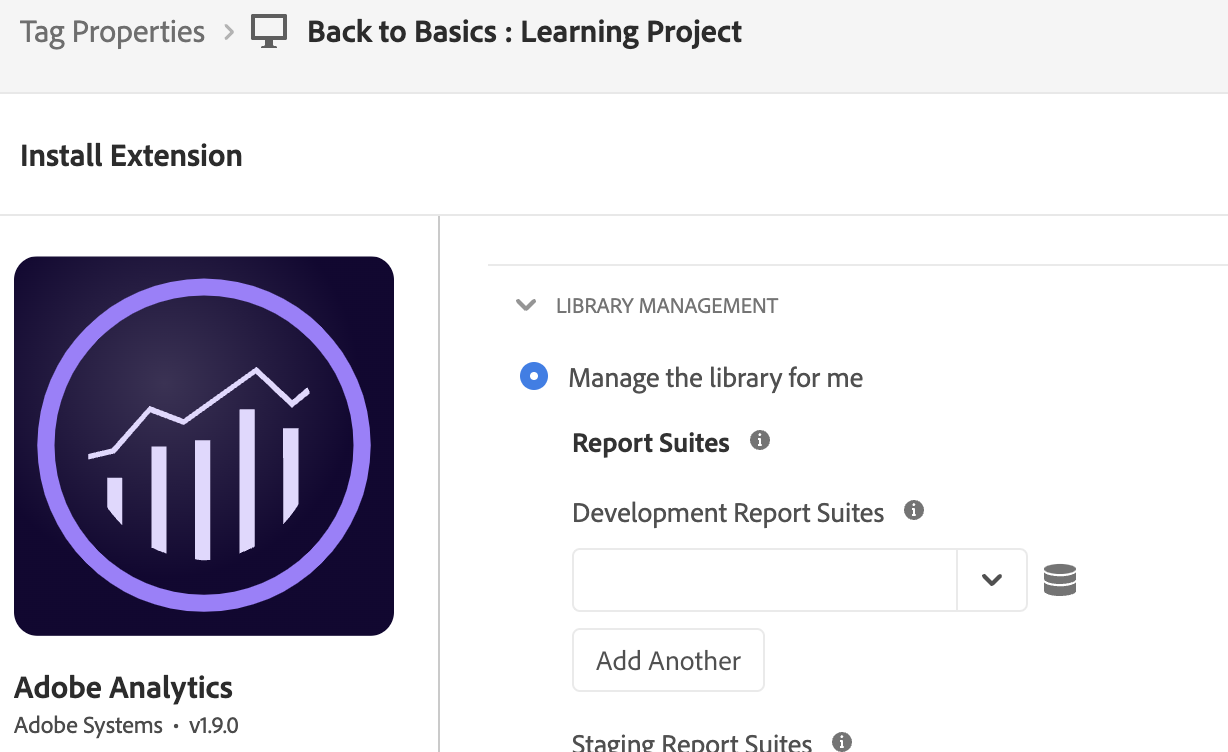 Tag Properties > Back to Basics : Learning Project
Install Extension
LIBRARY MANAGEMENT
Manage the library for me
Report Suites
Development Report Suites
Add Another
Staging Report Suites
Adobe Analytics
Adobe Systems · v1.9.0